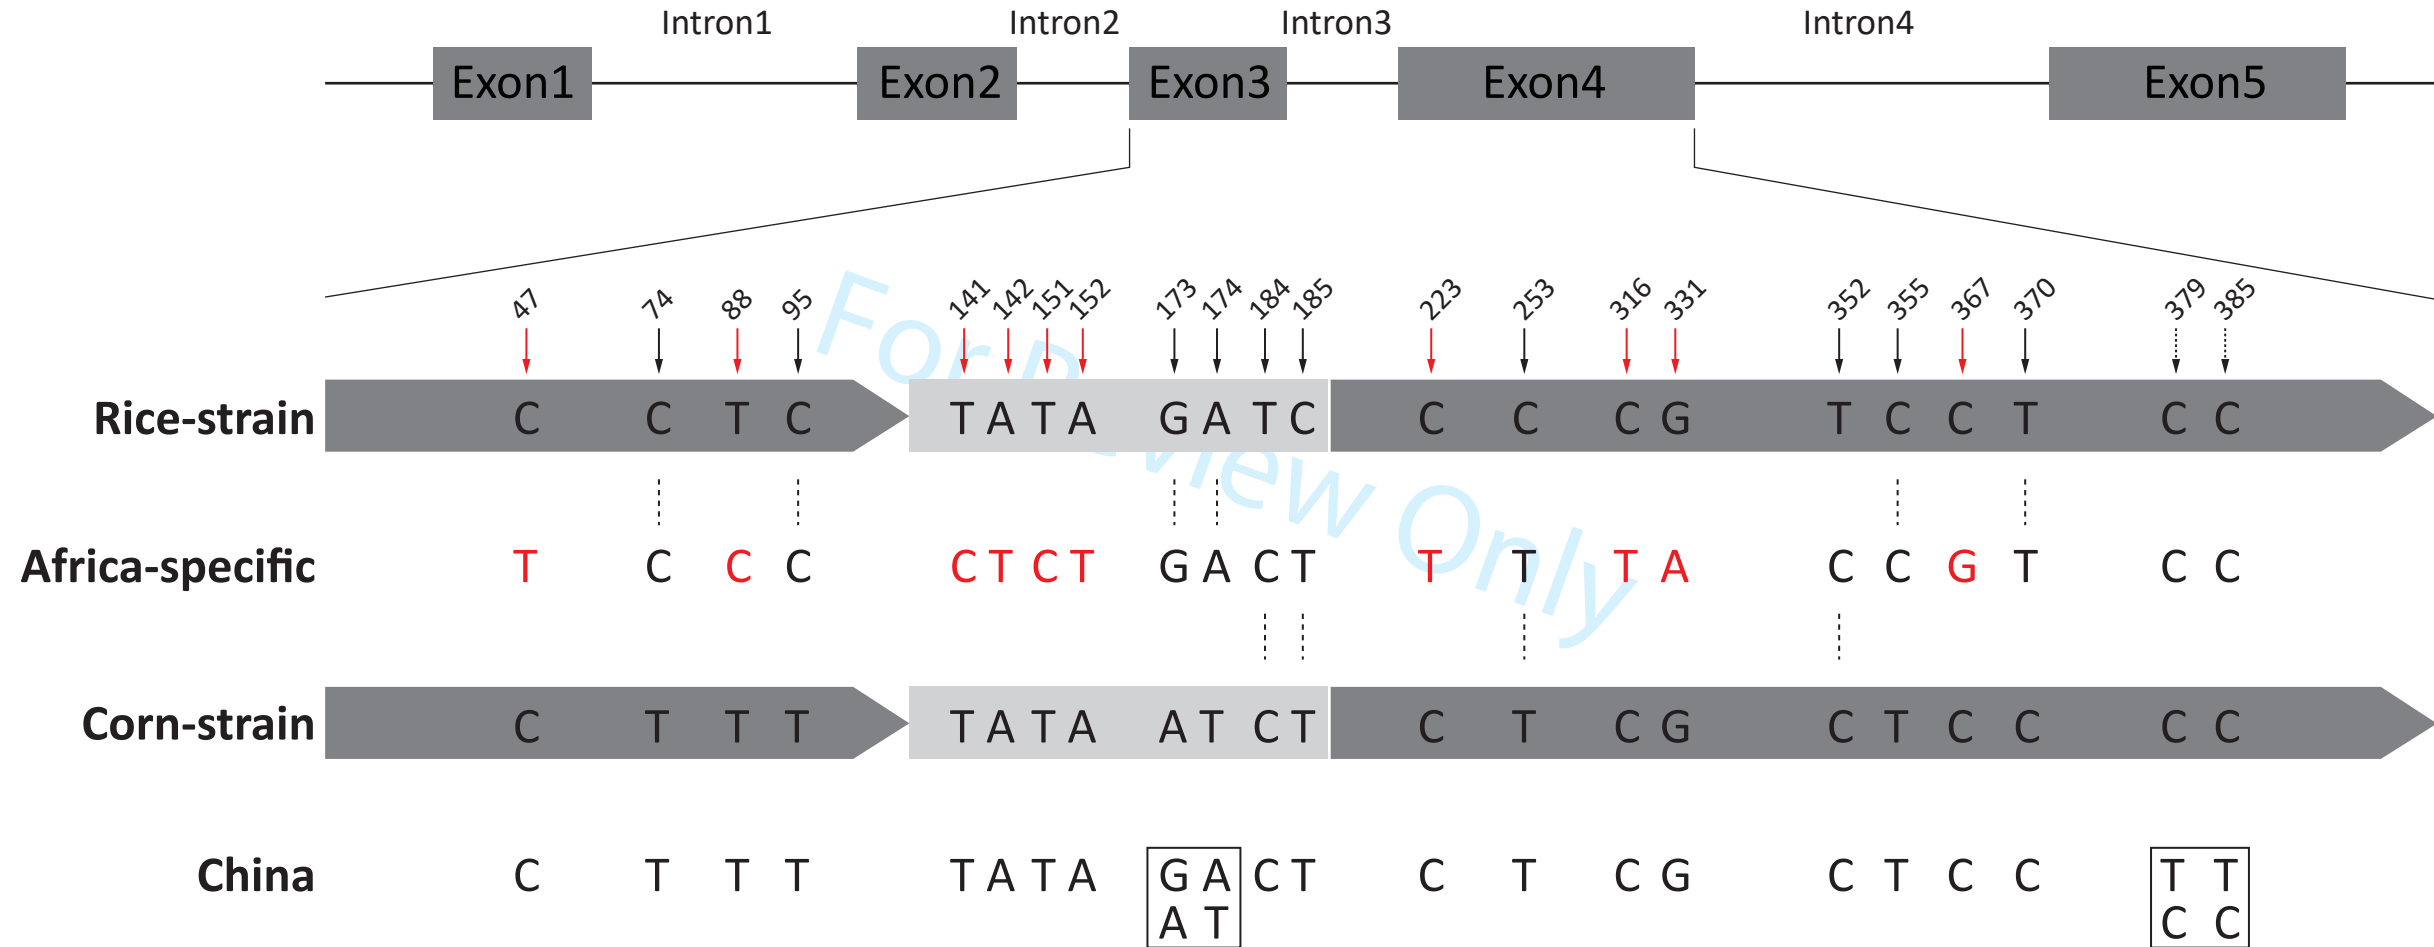 Intron1 Intron2 Intron3 Intron4
Exon1 Exon2 Exon3 Exon4 Exon5
47 74 88 95 141 142 151 152 173 174 184 185 223 253 316 331 352 355 367 370 379 385
For Review Only
Rice-strain C C T C T A T A G A T C C C C G T C C T C C
Africa-specific T C C C C T C T G A C T T T T A C C G T C C
Corn-strain C T T T T A T A A T C T C T C G C T C C C C
China C T T T T A T A G A C T C T C G C T C C T T
A T C C